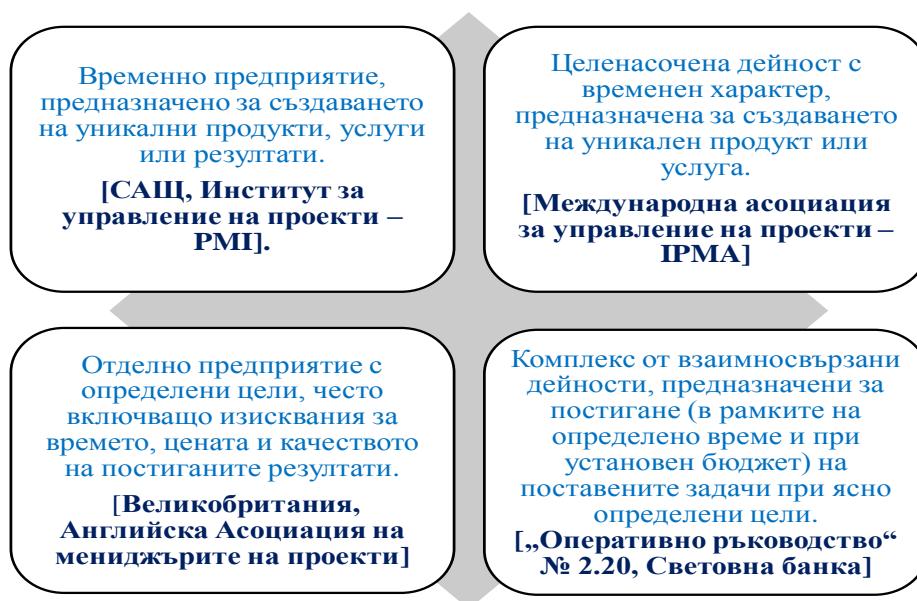 Временно предприятие,
предназначено за създаването
на уникални продукти, услуги
или резултати.
[САЩ, Институт за
управление на проекти –
PMI].
Целенасочена дейност с
временен характер,
предназначена за създаването
на уникален продукт или
услуга.
[Международна асоциация
за управление на проекти –
IPMA]
Отделно предприятие с
определени цели, често
включващо изисквания за
времето, цената и качеството
на постиганите резултати.
[Великобритания,
Английска Асоциация на
мениджърите на проекти]
Комплекс от взаимносвързани
дейности, предназначени за
постигане (в рамките на
определено време и при
установен бюджет) на
поставените задачи при ясно
определени цели.
[„Оперативно ръководство“
№ 2.20, Световна банка]